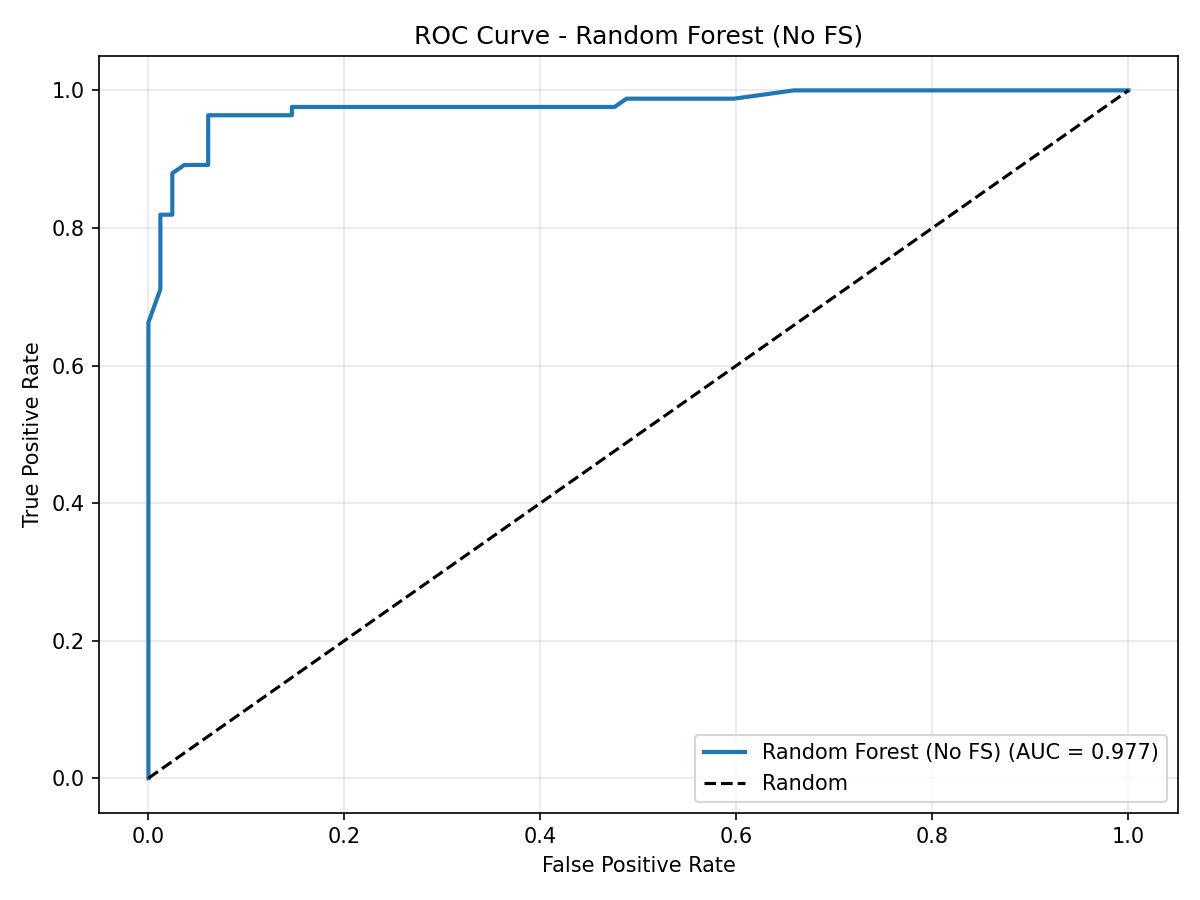 ROC Curve - Random Forest (No FS)
True Positive Rate
1.0
0.8
0.6
0.4
0.2
0.0
Random Forest (No FS) (AUC = 0.977)
Random
0.0 0.2 0.4 0.6 0.8 1.0
False Positive Rate